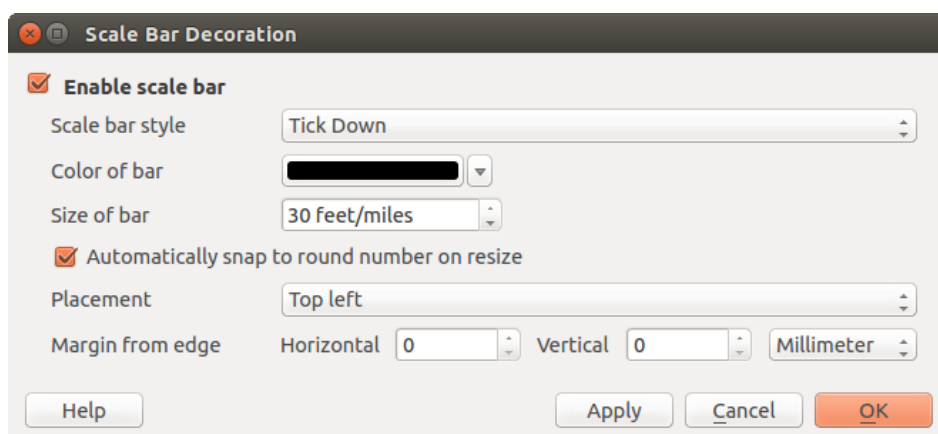 Scale Bar Decoration
Enable scale bar
Scale bar style Tick Down
Color of bar
Size of bar 30 feet/miles
Automatically snap to round number on resize
Placement Top left
Margin from edge Horizontal 0 Vertical 0 Millimeter
Help Apply Cancel OK